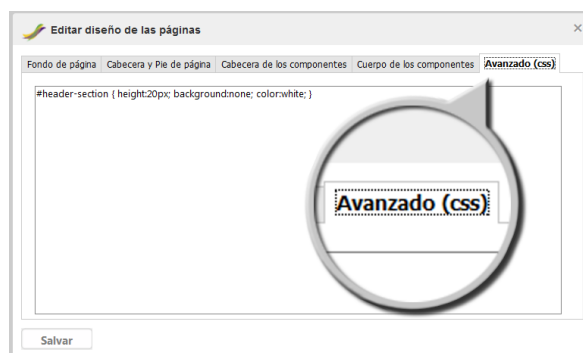 Editar diseño de las páginas
Fondo de página Cabecera y Pie de página Cabecera de los componentes Cuerpo de los componentes Avanzado (css)
#header-section { height:20px; background:none; color:white; }
Avanzado (css)
Salvar